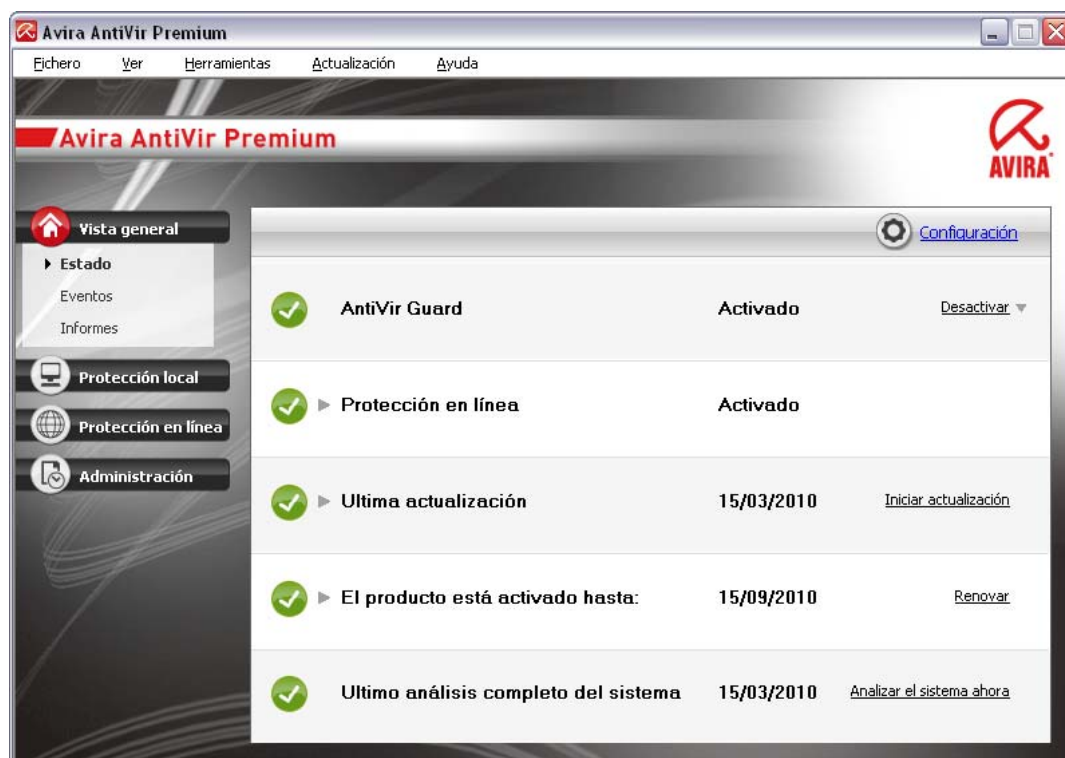 Avira AntiVir Premium
Fichero Ver Herramientas Actualización Ayuda
Avira AntiVir Premium
AVIRA
Vista general
Estado
Eventos
Informes
Protección local
Protección en línea
Administración
Configuración
AntiVir Guard Activado Desactivar
Protección en línea Activado
Ultima actualización 15/03/2010 Iniciar actualización
El producto está activado hasta: 15/09/2010 Renovar
Ultimo análisis completo del sistema 15/03/2010 Analizar el sistema ahora